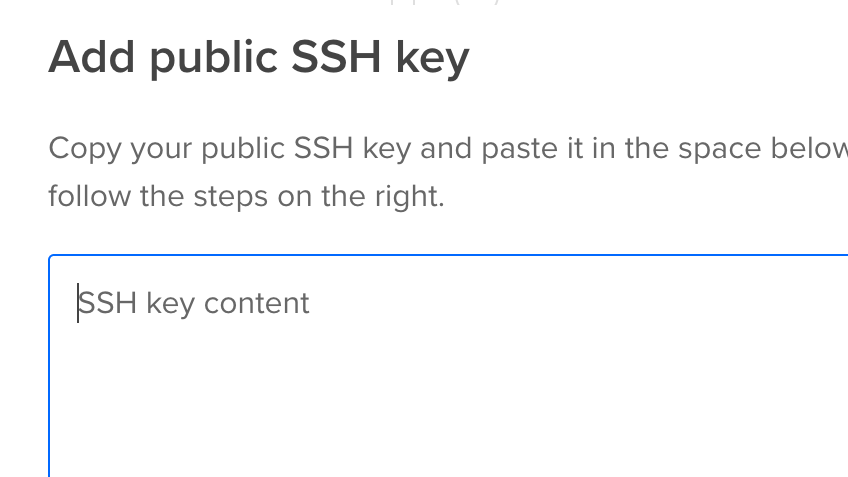 Add public SSH key
Copy your public SSH key and paste it in the space below
follow the steps on the right.
SSH key content